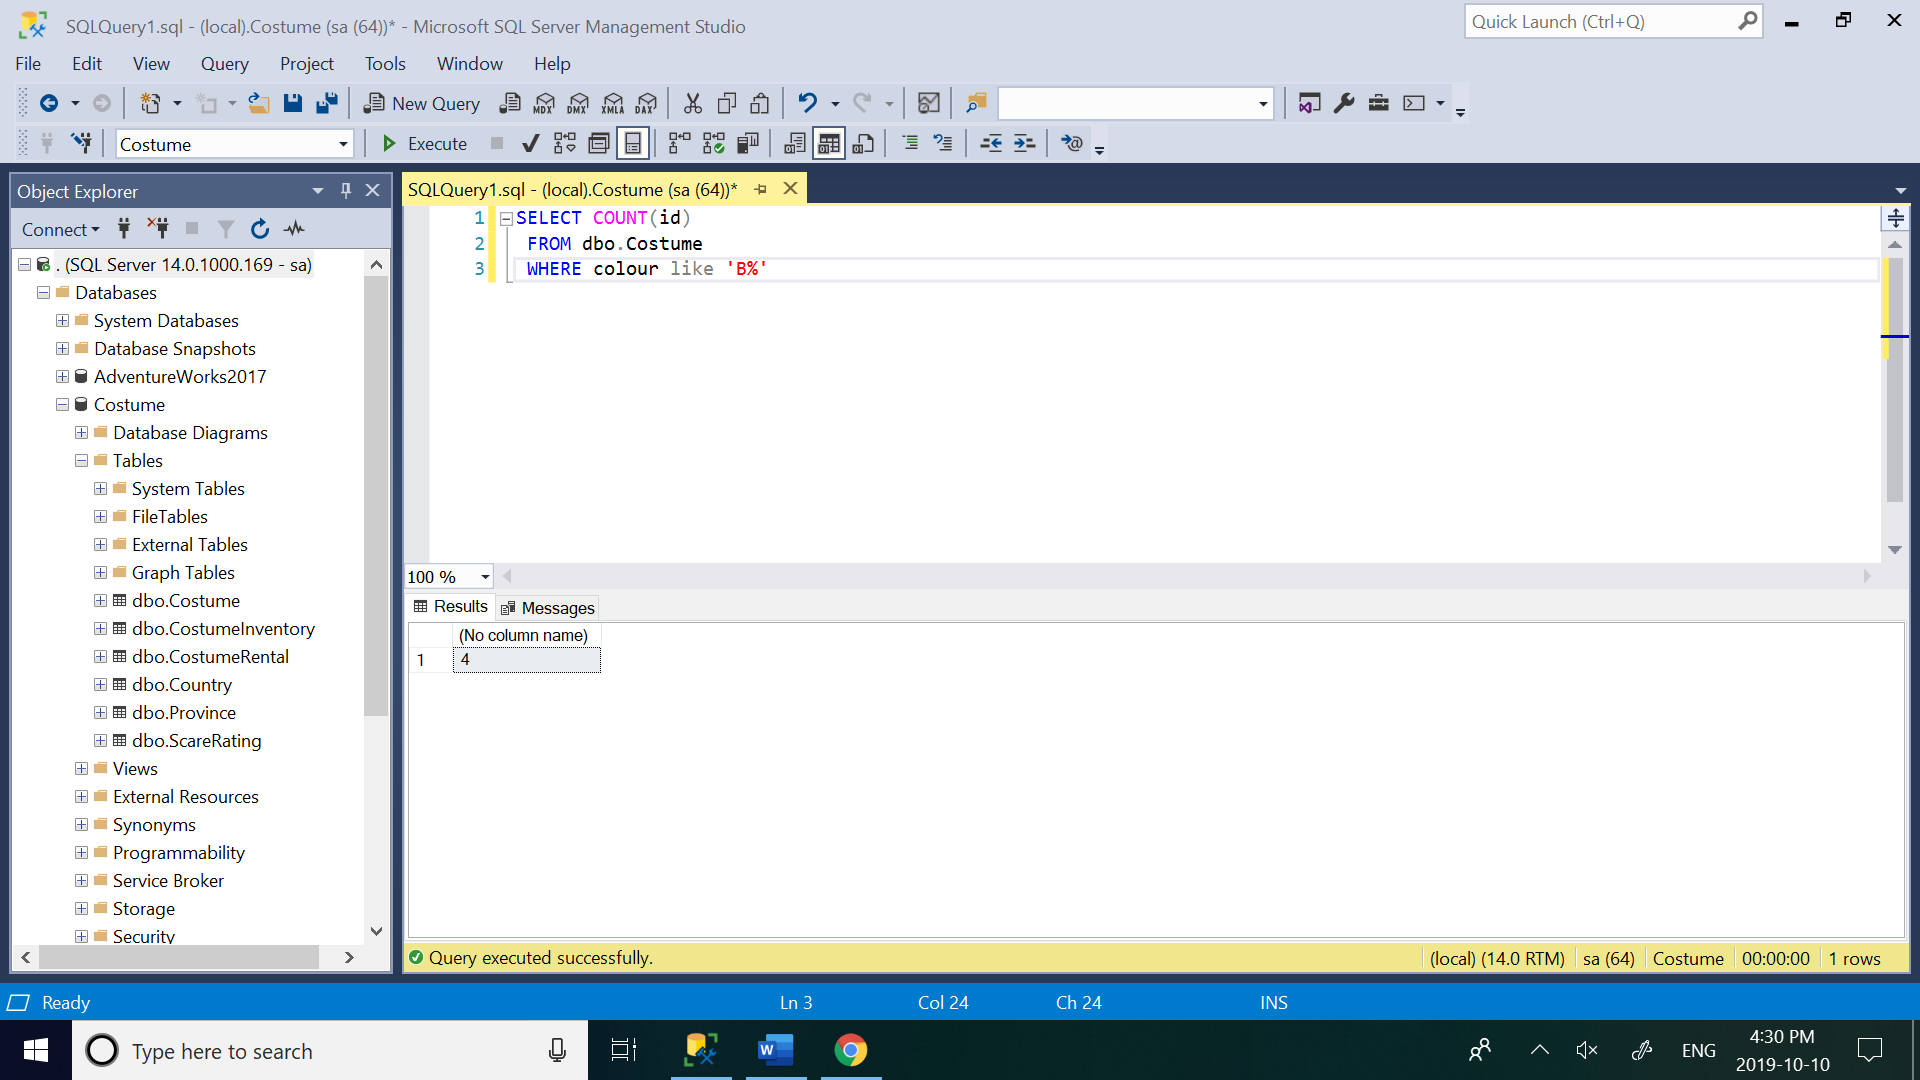 SQLQuery1.sql - (local).Costume (sa (64))* - Microsoft SQL Server Management Studio
Quick Launch (Ctrl+Q)
File Edit View Query Project Tools Window Help
New Query MDX DMX XMLA DAX
Costume Execute
Object Explorer
SQLQuery1.sql - (local).Costume (sa (64))*
Connect
. (SQL Server 14.0.1000.169 - sa)
Databases
System Databases
Database Snapshots
AdventureWorks2017
Costume
Database Diagrams
Tables
System Tables
FileTables
External Tables
Graph Tables
dbo.Costume
dbo.CostumeInventory
dbo.CostumeRental
dbo.Country
dbo.Province
dbo.ScareRating
Views
External Resources
Synonyms
Programmability
Service Broker
Storage
Security
1 SELECT COUNT(id)
2 FROM dbo.Costume
3 WHERE colour like 'B%'
100 %
Results Messages
(No column name)
1 4
Query executed successfully. (local) (14.0 RTM) sa (64) Costume 00:00:00 1 rows
Ready Ln 3 Col 24 Ch 24 INS
Type here to search
ENG
4:30 PM
2019-10-10